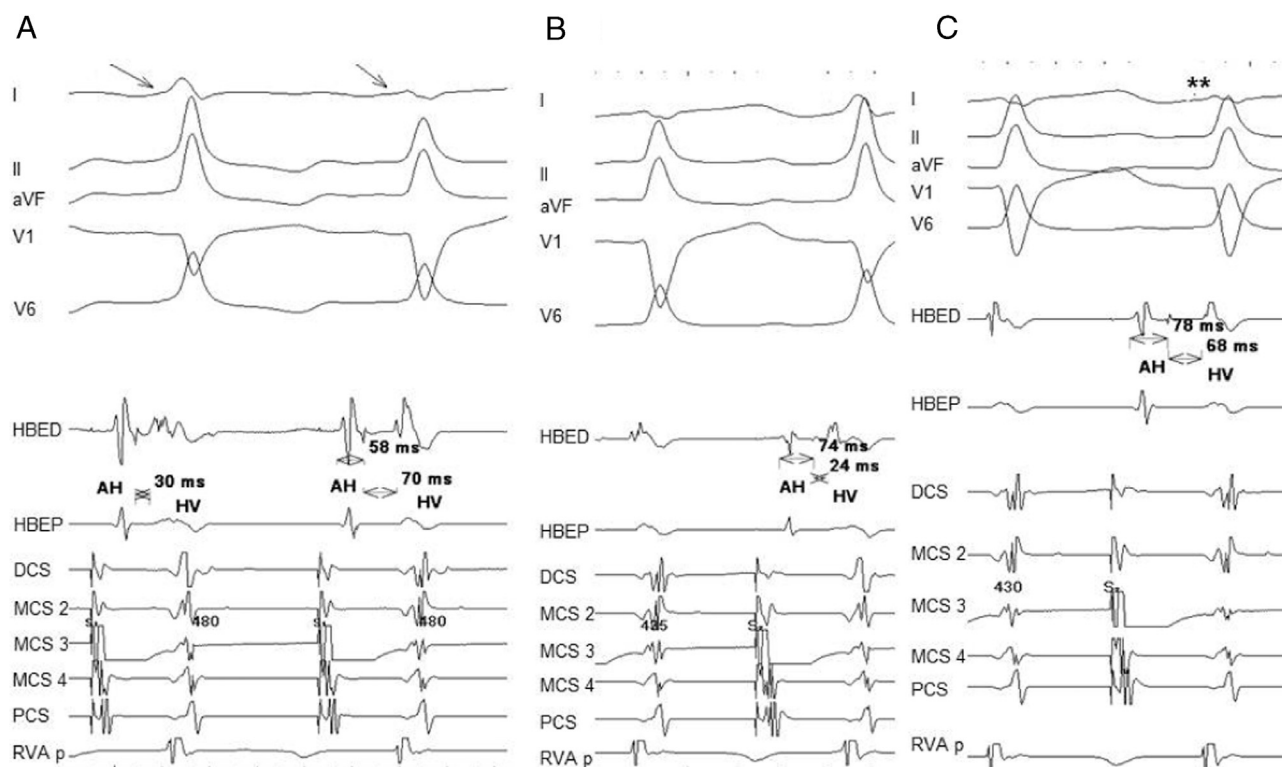 A
I
II
aVF
V1
V6
HBED
58 ms
AH
30 ms
HV
AH
70 ms
HV
HBEP
DCS
MCS 2
S
480
S
480
MCS 3
MCS 4
PCS
RVA p
B
I
II
aVF
V1
V6
HBED
74 ms
24 ms
AH
HV
HBEP
DCS
MCS 2
435
S
MCS 3
MCS 4
PCS
RVA p
C
**
I
II
aVF
V1
V6
HBED
78 ms
68 ms
AH
HV
HBEP
DCS
MCS 2
430
S
MCS 3
MCS 4
PCS
RVA p